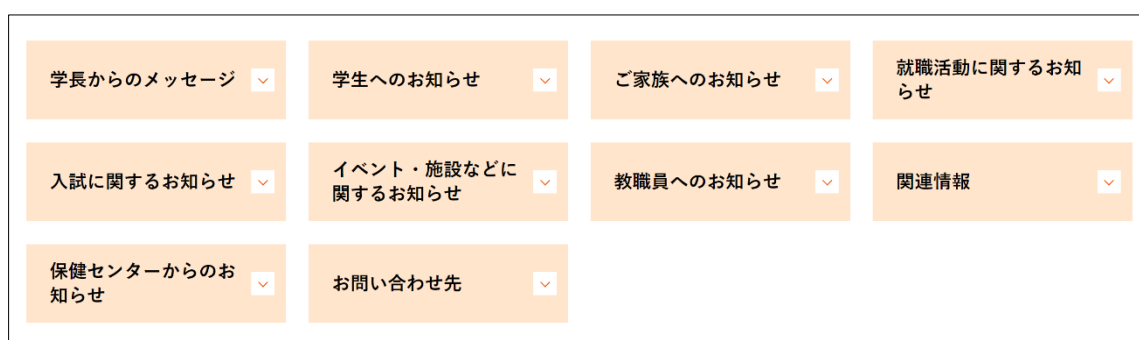 学長からのメッセージ
学生へのお知らせ
ご家族へのお知らせ
就職活動に関するお知
らせ
入試に関するお知らせ
イベント・施設などに
関するお知らせ
教職員へのお知らせ
関連情報
保健センターからのお
知らせ
お問い合わせ先